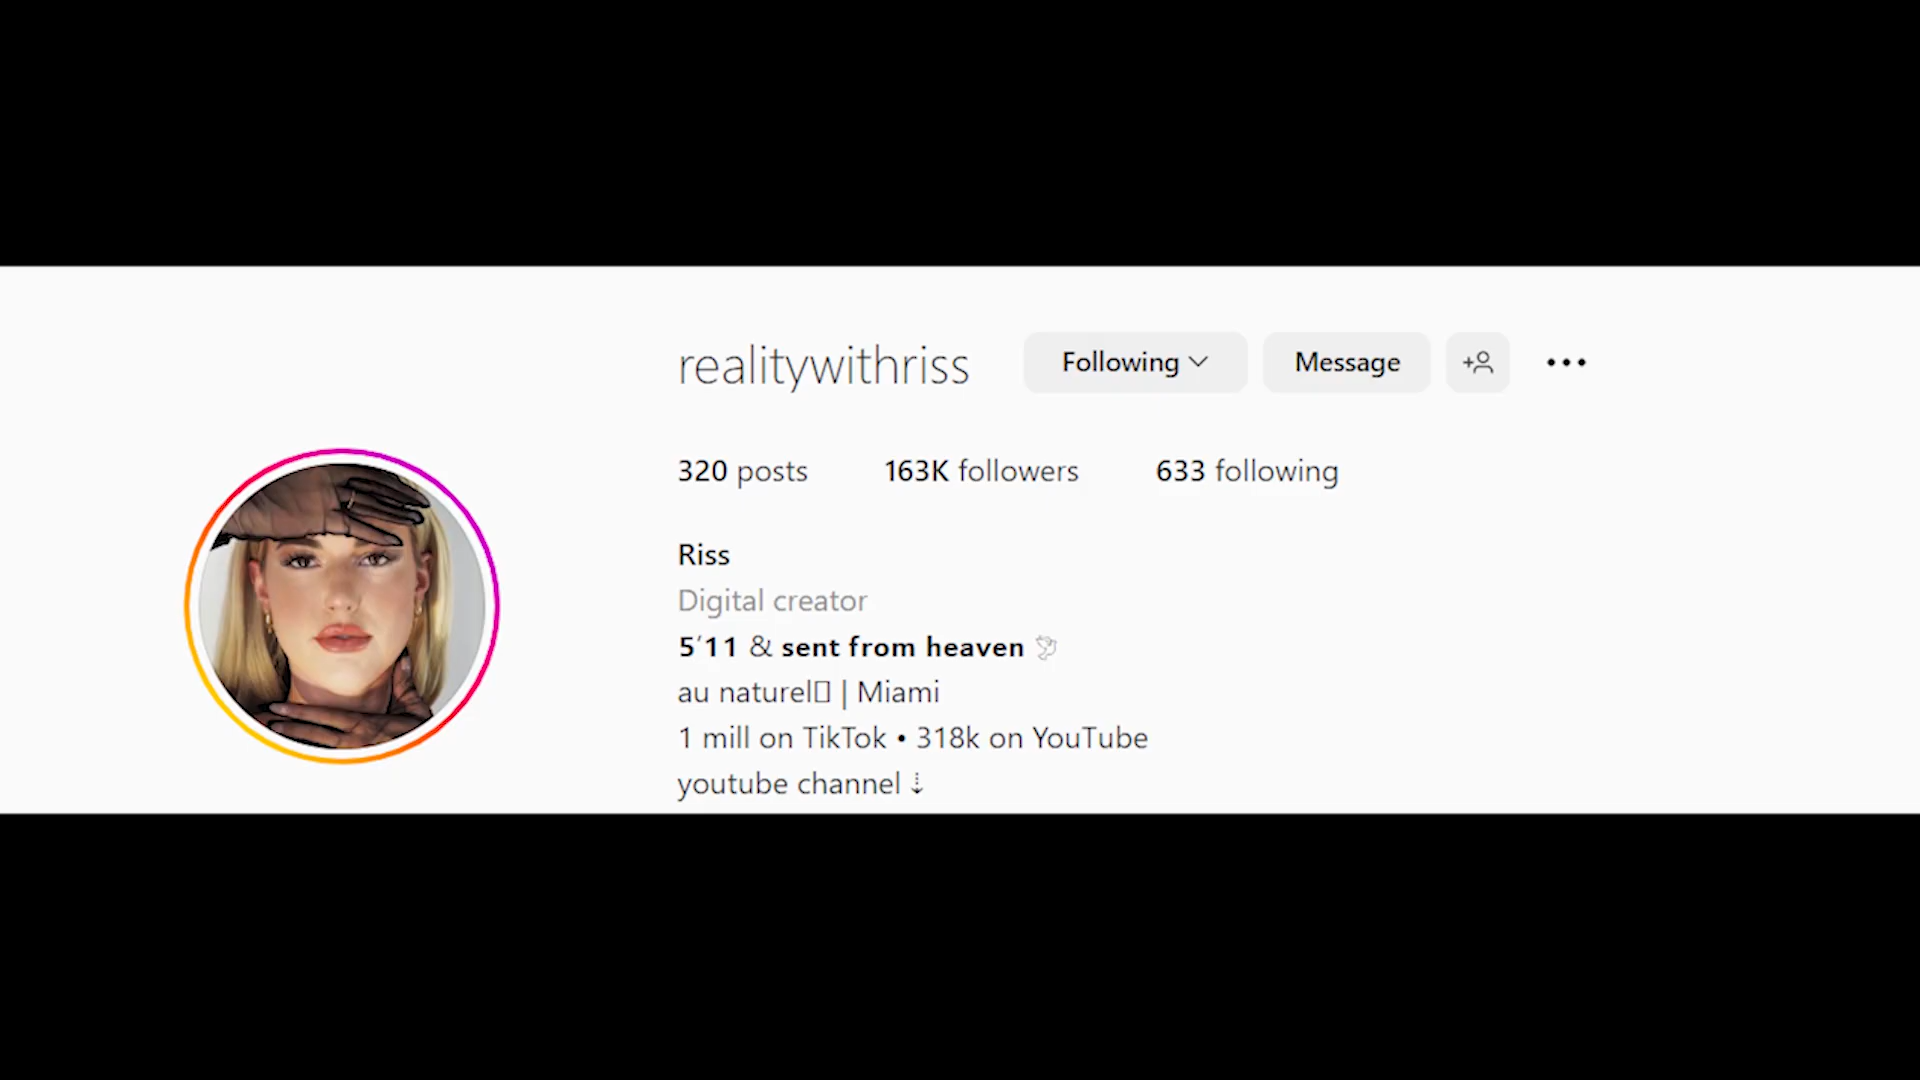 realitywithriss Following Message
320 posts 163K followers 633 following
Riss
Digital creator
5'11 & sent from heaven 🕊
au naturel▯ | Miami
1 mill on TikTok • 318k on YouTube
youtube channel ⇣